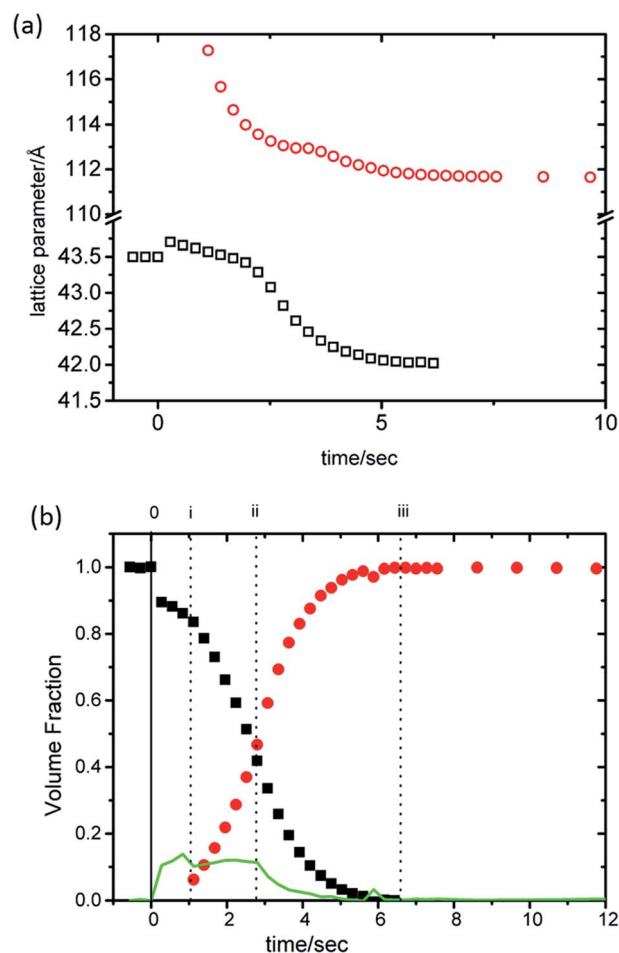 (a)
118
116
114
112
110
43.5
43.0
42.5
42.0
41.5
lattice parameter/Å
0 5 10
time/sec
(b)
0 i ii iii
1.0
0.8
0.6
0.4
0.2
0.0
Volume Fraction
0 2 4 6 8 10 12
time/sec